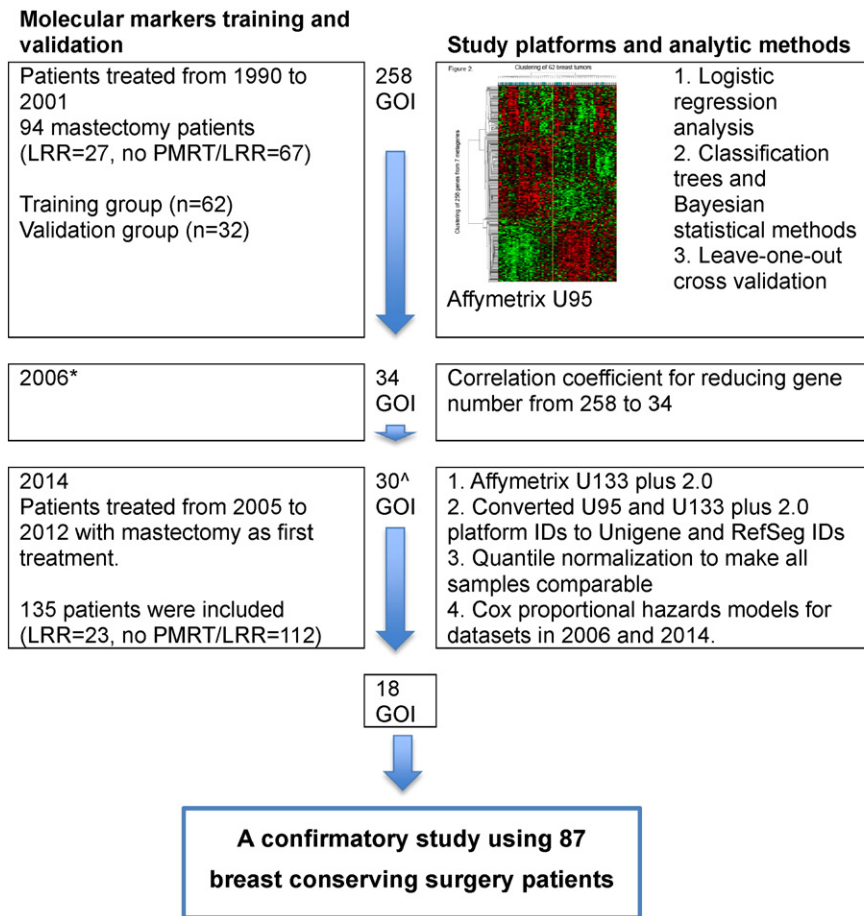 Molecular markers training and
validation
Study platforms and analytic methods
Patients treated from 1990 to
2001
94 mastectomy patients
(LRR=27, no PMRT/LRR=67)
Training group (n=62)
Validation group (n=32)
258
GOI
Figure 2.
Clustering of 62 breast tumors
Clustering of 258 genes from 7 metagenes
Affymetrix U95
1. Logistic
regression
analysis
2. Classification
trees and
Bayesian
statistical methods
3. Leave-one-out
cross validation
2006*
34
GOI
Correlation coefficient for reducing gene
number from 258 to 34
2014
Patients treated from 2005 to
2012 with mastectomy as first
treatment.
135 patients were included
(LRR=23, no PMRT/LRR=112)
30^
GOI
1. Affymetrix U133 plus 2.0
2. Converted U95 and U133 plus 2.0
platform IDs to Unigene and RefSeg IDs
3. Quantile normalization to make all
samples comparable
4. Cox proportional hazards models for
datasets in 2006 and 2014.
18
GOI
A confirmatory study using 87
breast conserving surgery patients